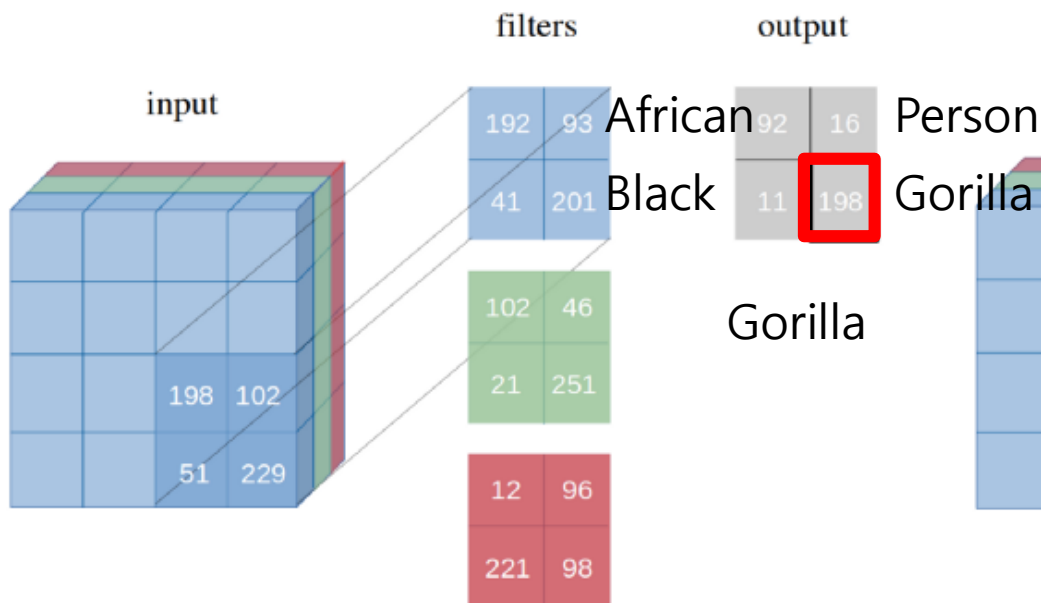 filters output
input
192 93 African 92 16 Person
41 201 Black 11 198 Gorilla
102 46
Gorilla
21 251
198 102
51 229
12 96
221 98